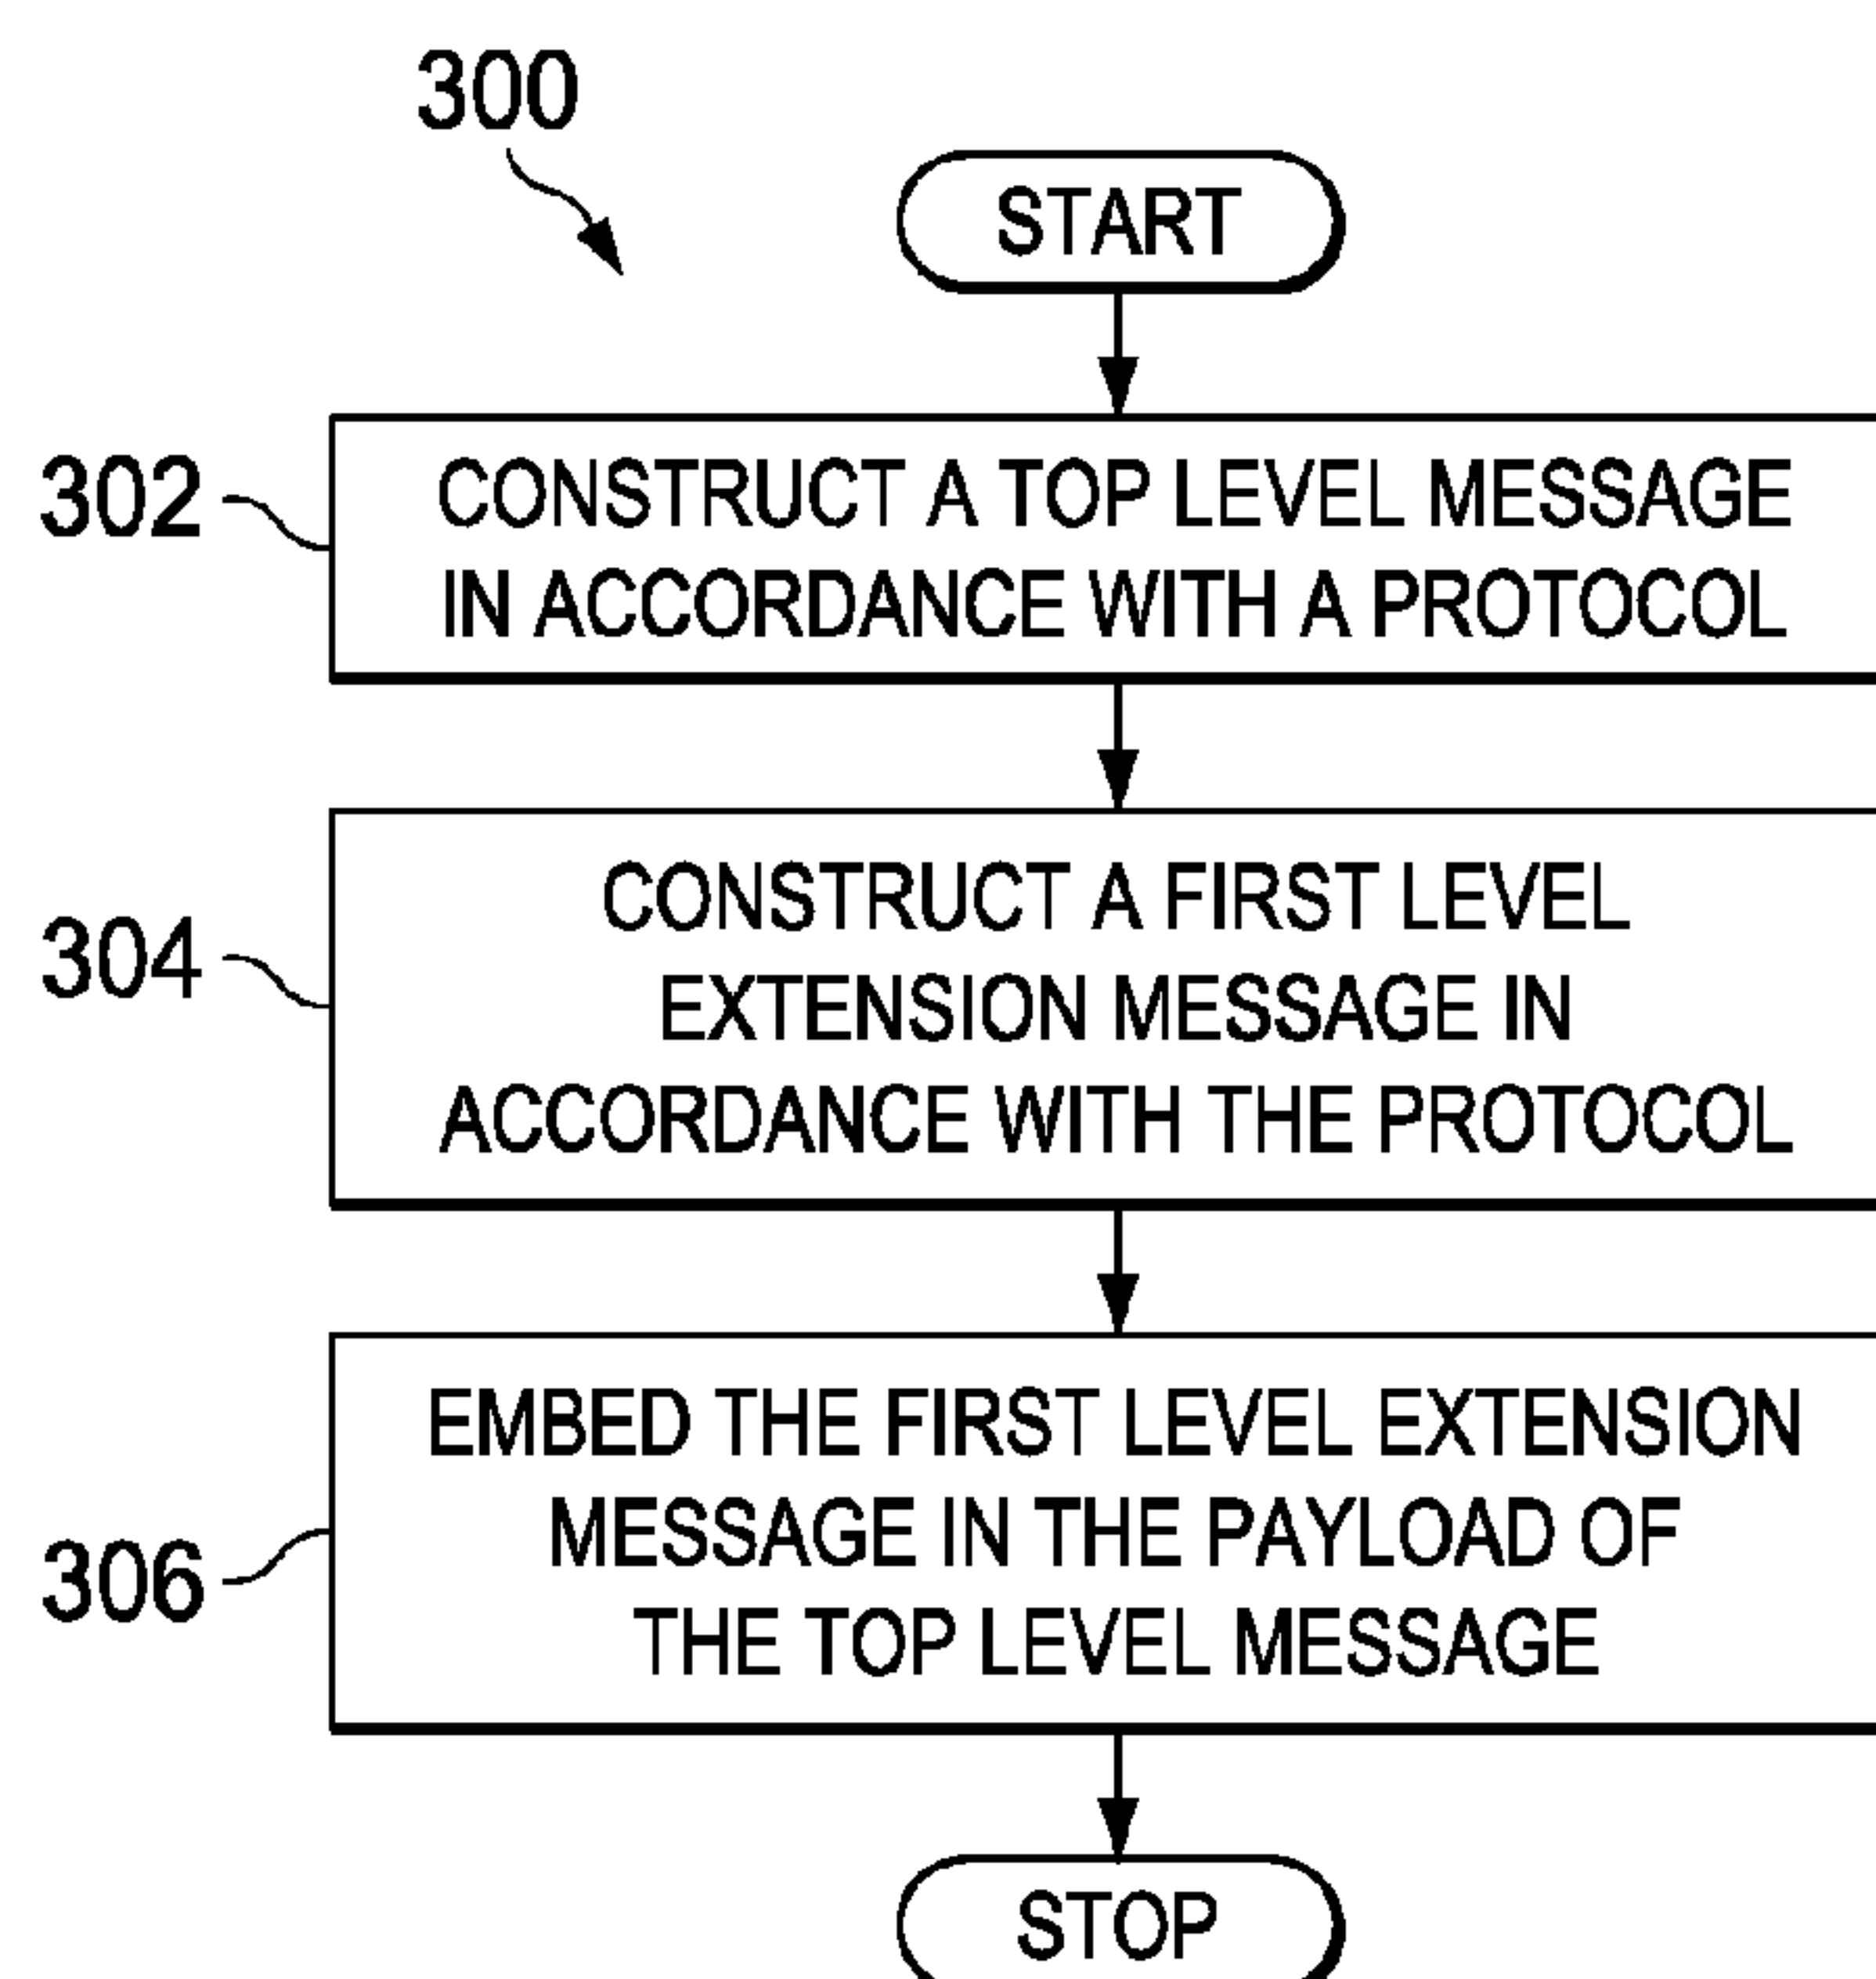 300
START
302
CONSTRUCT A TOP LEVEL MESSAGE
IN ACCORDANCE WITH A PROTOCOL
304
CONSTRUCT A FIRST LEVEL
EXTENSION MESSAGE IN
ACCORDANCE WITH THE PROTOCOL
306
EMBED THE FIRST LEVEL EXTENSION
MESSAGE IN THE PAYLOAD OF
THE TOP LEVEL MESSAGE
STOP